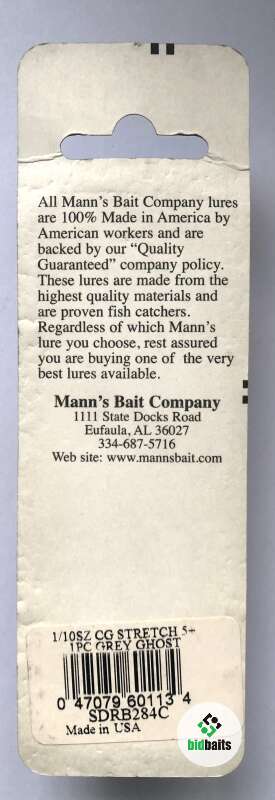 All Mann's Bait Company lures
are 100% Made in America by
American workers and are
backed by our “Quality
Guaranteed” company policy.
These lures are made from the
highest quality materials and
are proven fish catchers.
Regardless of which Mann's
lure you choose, rest assured
you are buying one of the very
best lures available.
Mann's Bait Company
1111 State Docks Road
Eufaula, AL 36027
334-687-5716
Web site: www.mannsbait.com
1/10SZ CG STRETCH 5+
1PC GREY GHOST
0 47079 60113 4
SDRB284C
Made in USA
bidbaits